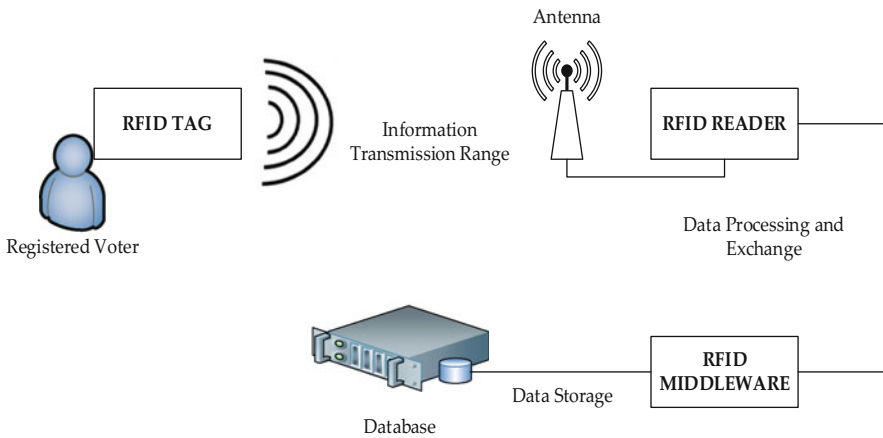 Antenna
RFID TAG
Information
Transmission Range
RFID READER
Registered Voter
Data Processing and
Exchange
RFID
MIDDLEWARE
Data Storage
Database